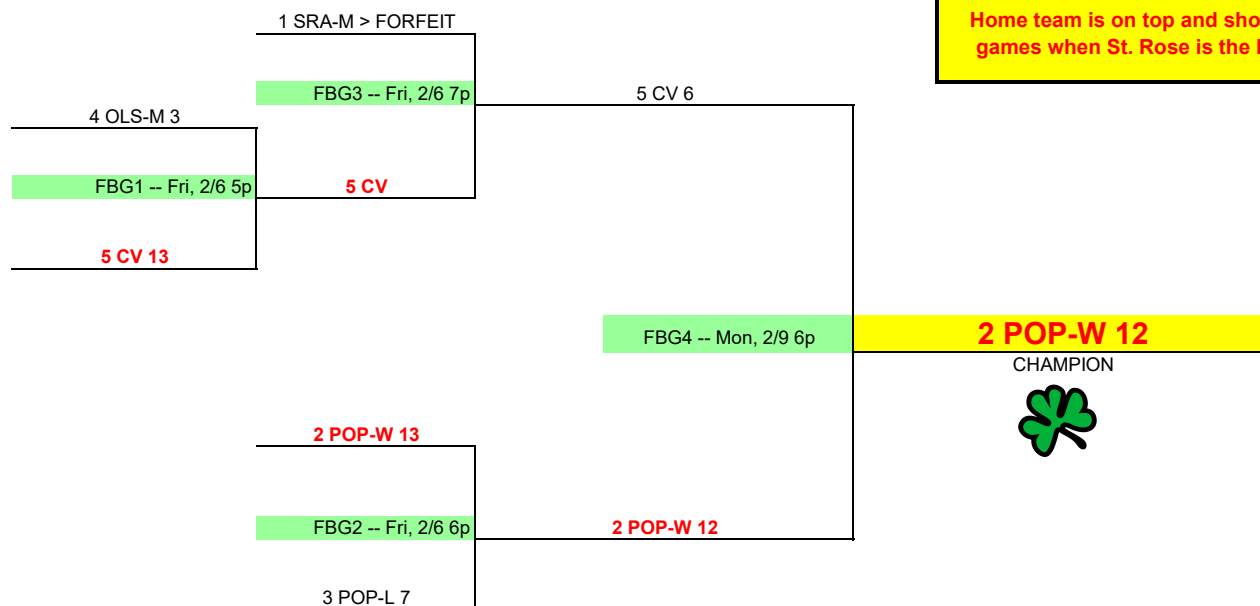 1 SRA-M > FORFEIT
Home team is on top and sho
games when St. Rose is the
FBG3 -- Fri, 2/6 7p
5 CV 6
4 OLS-M 3
FBG1 -- Fri, 2/6 5p
5 CV
5 CV 13
FBG4 -- Mon, 2/9 6p
2 POP-W 12
CHAMPION
2 POP-W 13
FBG2 -- Fri, 2/6 6p
2 POP-W 12
3 POP-L 7